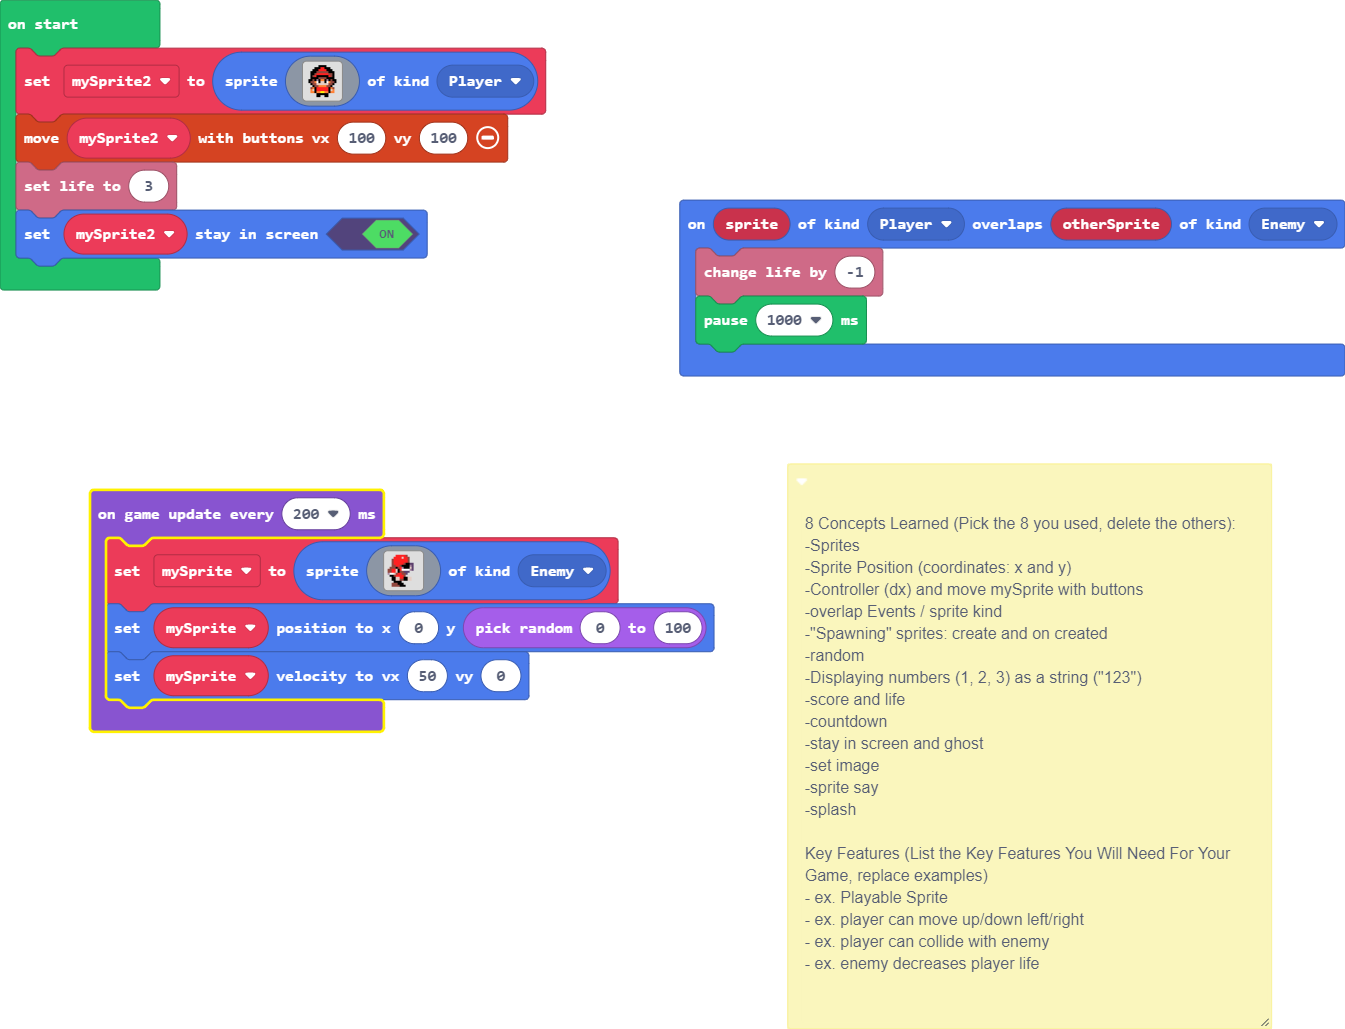 on start
set mySprite2 to sprite of kind Player
move mySprite2 with buttons vx 100 vy 100
set life to 3
set mySprite2 stay in screen ON
on sprite of kind Player overlaps otherSprite of kind Enemy
change life by -1
pause 1000 ms
on game update every 200 ms
set mySprite to sprite of kind Enemy
set mySprite position to x 0 y pick random 0 to 100
set mySprite velocity to vx 50 vy 0
8 Concepts Learned (Pick the 8 you used, delete the others):
-Sprites
-Sprite Position (coordinates: x and y)
-Controller (dx) and move mySprite with buttons
-overlap Events / sprite kind
-"Spawning" sprites: create and on created
-random
-Displaying numbers (1, 2, 3) as a string ("123")
-score and life
-countdown
-stay in screen and ghost
-set image
-sprite say
-splash
Key Features (List the Key Features You Will Need For Your
Game, replace examples)
- ex. Playable Sprite
- ex. player can move up/down left/right
- ex. player can collide with enemy
- ex. enemy decreases player life